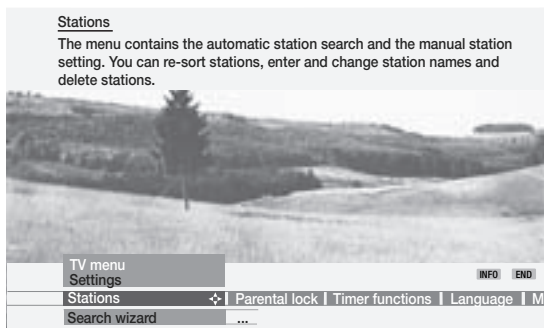 Stations
The menu contains the automatic station search and the manual station
setting. You can re-sort stations, enter and change station names and
delete stations.
TV menu
Settings
INFO END
Stations Parental lock | Timer functions | Language | M
Search wizard ...